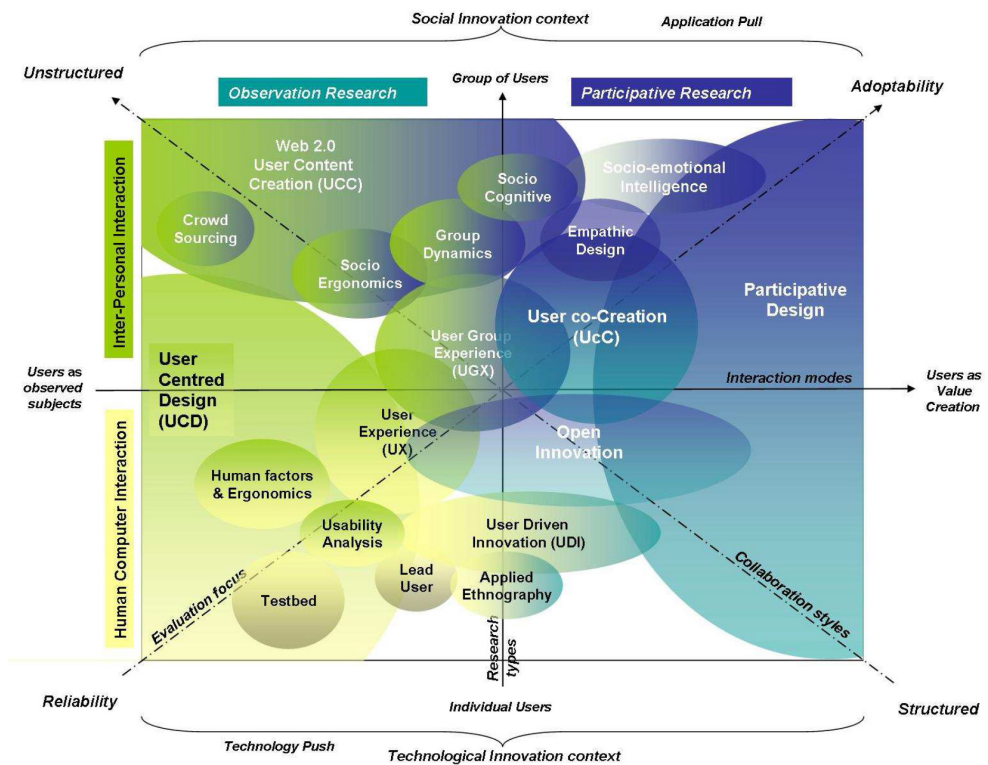 Social Innovation context
Application Pull
Unstructured
Observation Research
Group of Users
Participative Research
Adoptability
Inter-Personal Interaction
Web 2.0
User Content
Creation (UCC)
Crowd
Sourcing
Socio
Ergonomics
Group
Dynamics
Socio
Cognitive
Socio-emotional
Intelligence
Empathic
Design
Participative
Design
User co-Creation
(UcC)
User Group
Experience
(UGX)
Users as
observed
subjects
User
Centred
Design
(UCD)
Interaction modes
Users as
Value
Creation
Human Computer Interaction
User
Experience
(UX)
Open
Innovation
Human factors
& Ergonomics
Usability
Analysis
User Driven
Innovation (UDI)
Lead
User
Applied
Ethnography
Testbed
Evaluation focus
Research
types
Collaboration styles
Reliability
Individual Users
Structured
Technology Push
Technological Innovation context